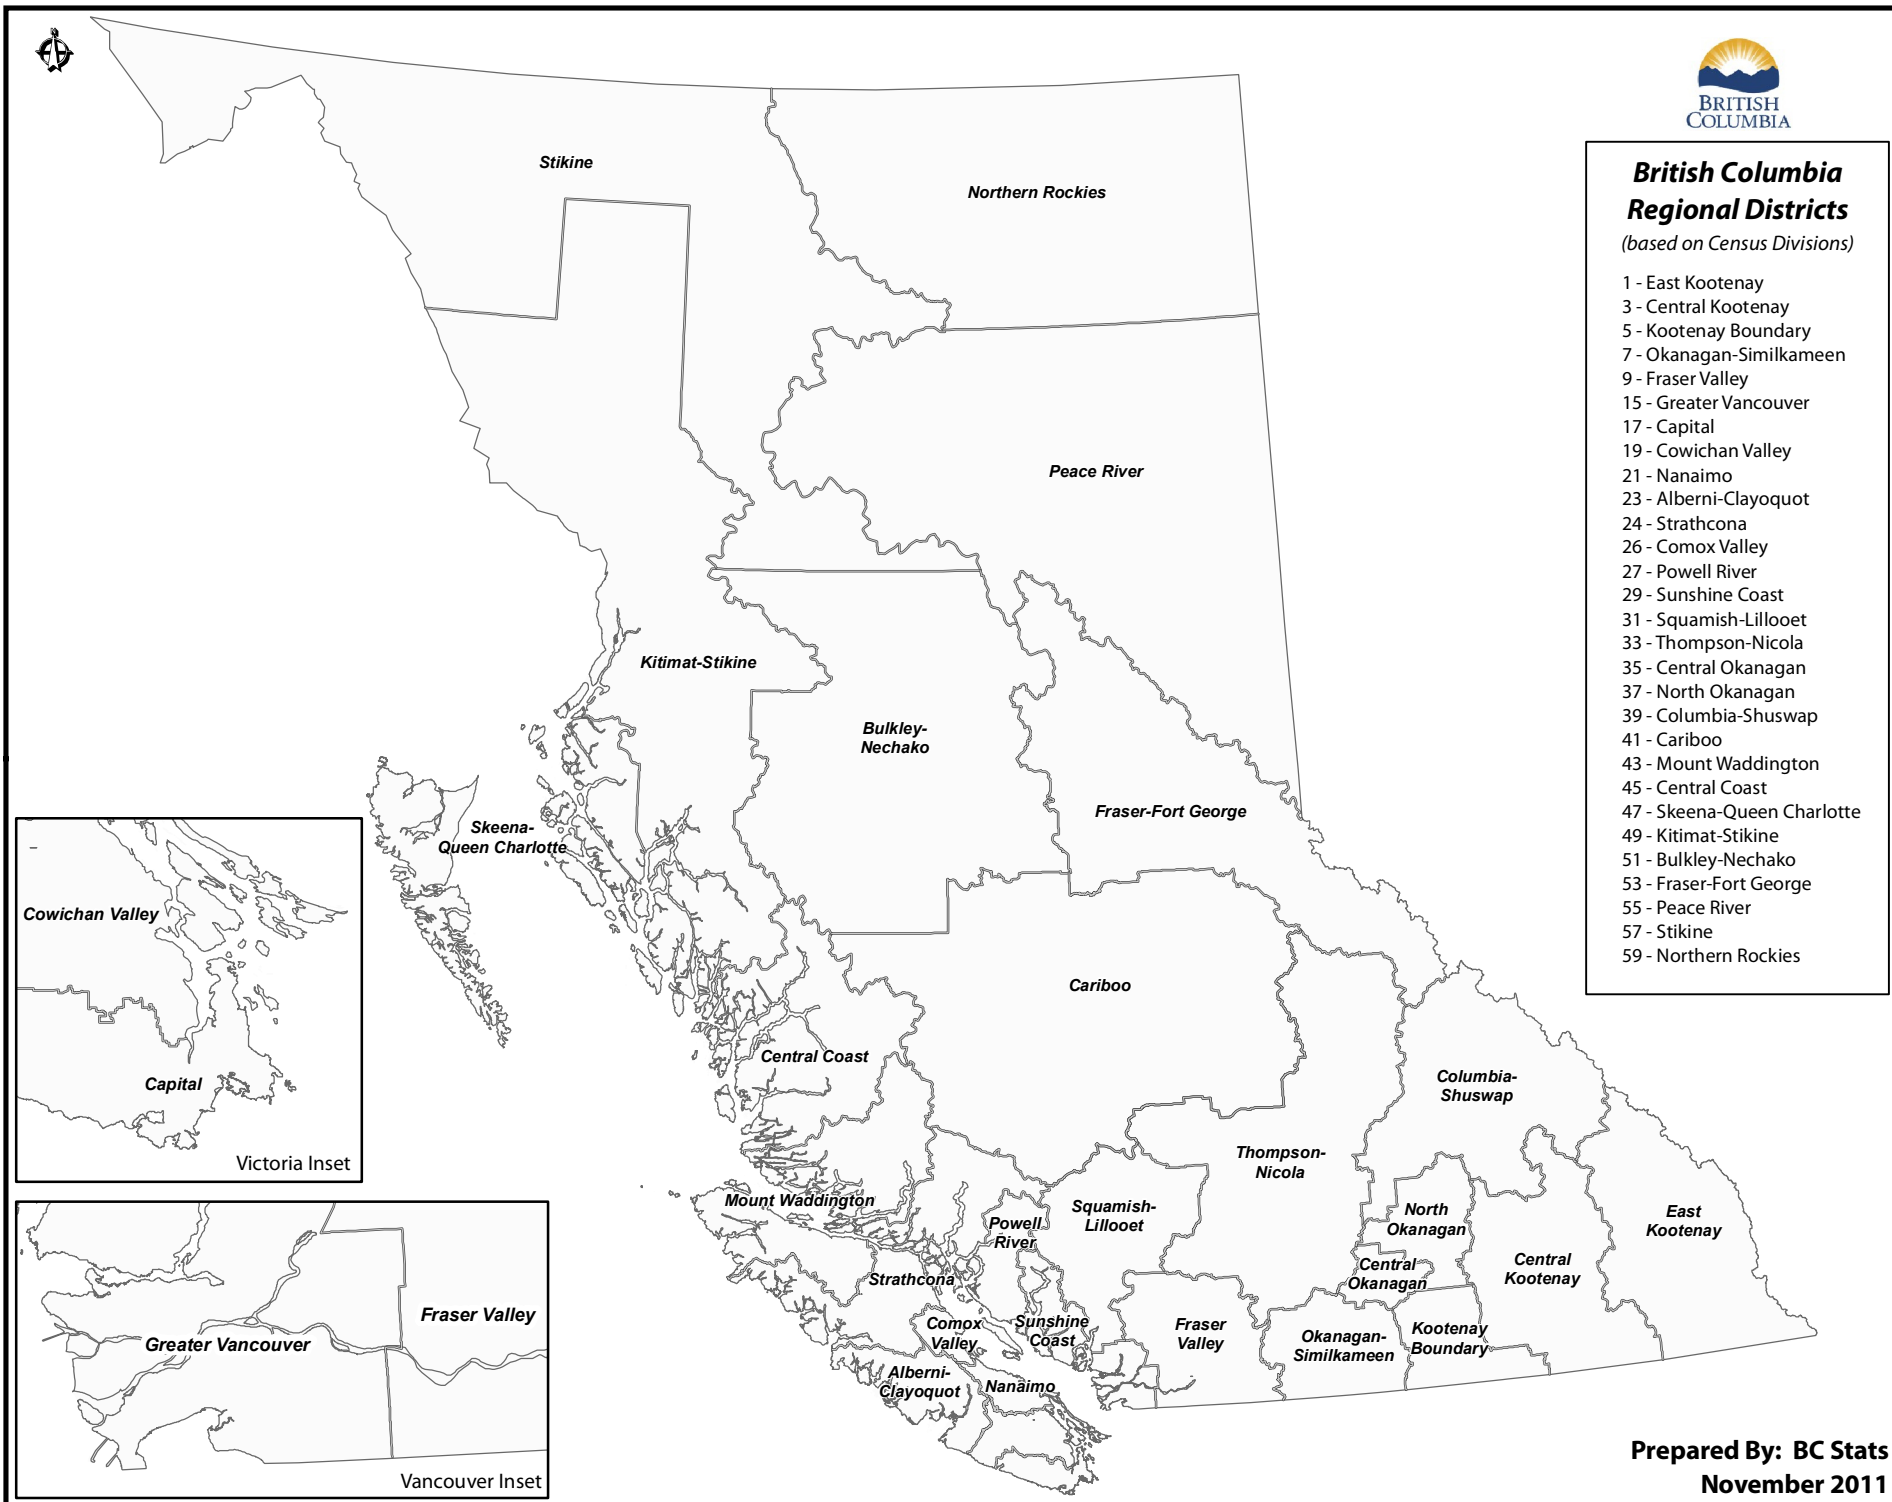 BRITISH
COLUMBIA
British Columbia
Regional Districts
(based on Census Divisions)
1 - East Kootenay
3 - Central Kootenay
5 - Kootenay Boundary
7 - Okanagan-Similkameen
9 - Fraser Valley
15 - Greater Vancouver
17 - Capital
19 - Cowichan Valley
21 - Nanaimo
23 - Alberni-Clayoquot
24 - Strathcona
26 - Comox Valley
27 - Powell River
29 - Sunshine Coast
31 - Squamish-Lillooet
33 - Thompson-Nicola
35 - Central Okanagan
37 - North Okanagan
39 - Columbia-Shuswap
41 - Cariboo
43 - Mount Waddington
45 - Central Coast
47 - Skeena-Queen Charlotte
49 - Kitimat-Stikine
51 - Bulkley-Nechako
53 - Fraser-Fort George
55 - Peace River
57 - Stikine
59 - Northern Rockies
Stikine
Northern Rockies
Peace River
Kitimat-Stikine
Bulkley-
Nechako
Fraser-Fort George
Skeena-
Queen Charlotte
Cariboo
Central Coast
Columbia-
Shuswap
Thompson-
Nicola
Mount Waddington
Squamish-
Lillooet
Powell
River
North
Okanagan
East
Kootenay
Central
Okanagan
Central
Kootenay
Strathcona
Comox
Valley
Sunshine
Coast
Fraser
Valley
Okanagan-
Similkameen
Kootenay
Boundary
Alberni-
Clayoquot
Nanaimo
Cowichan Valley
Capital
Victoria Inset
Fraser Valley
Greater Vancouver
Vancouver Inset
Prepared By: BC Stats
November 2011